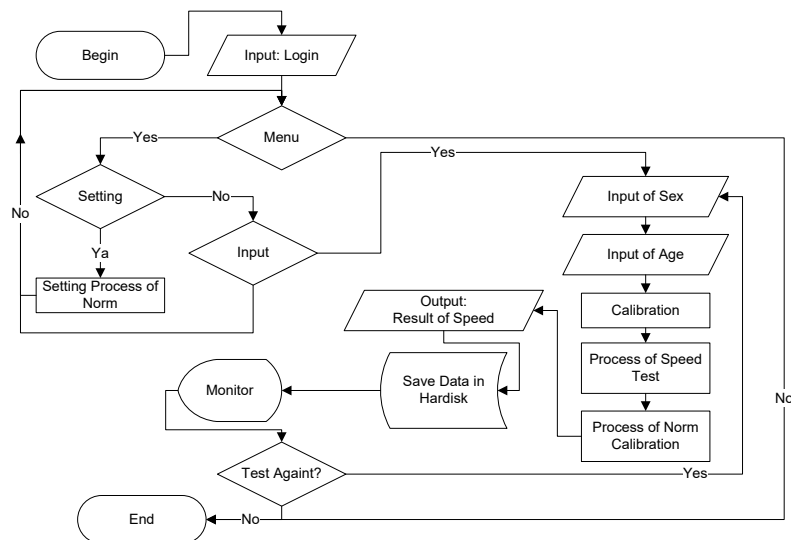 Begin
Input: Login
Menu
Yes
No
Setting
No
Ya
Setting Process of
Norm
No
Input
Yes
Input of Sex
Input of Age
Calibration
Process of Speed
Test
Process of Norm
Calibration
Output:
Result of Speed
Save Data in
Hardisk
Monitor
Test Againt?
Yes
No
End